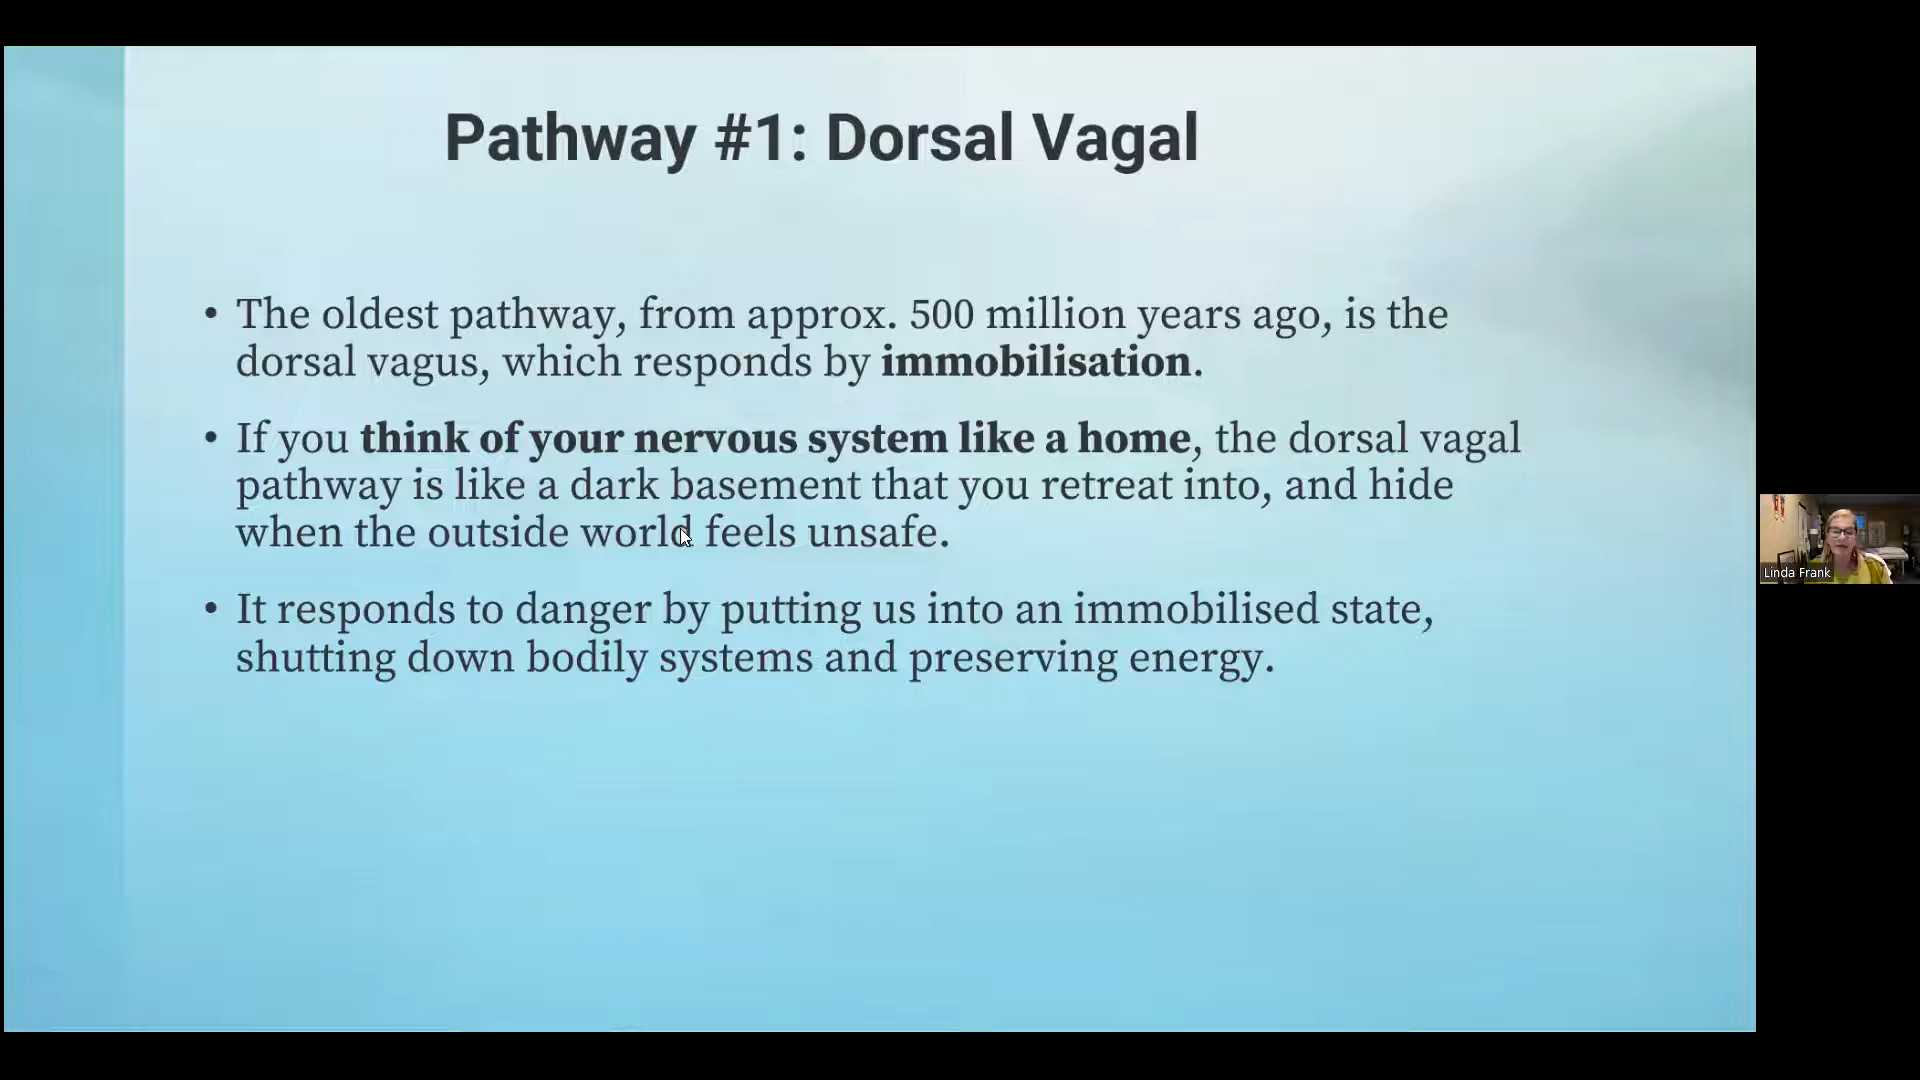 Pathway #1: Dorsal Vagal
• The oldest pathway, from approx. 500 million years ago, is the
dorsal vagus, which responds by immobilisation.
• If you think of your nervous system like a home, the dorsal vagal
pathway is like a dark basement that you retreat into, and hide
when the outside world feels unsafe.
• It responds to danger by putting us into an immobilised state,
shutting down bodily systems and preserving energy.
Linda Frank